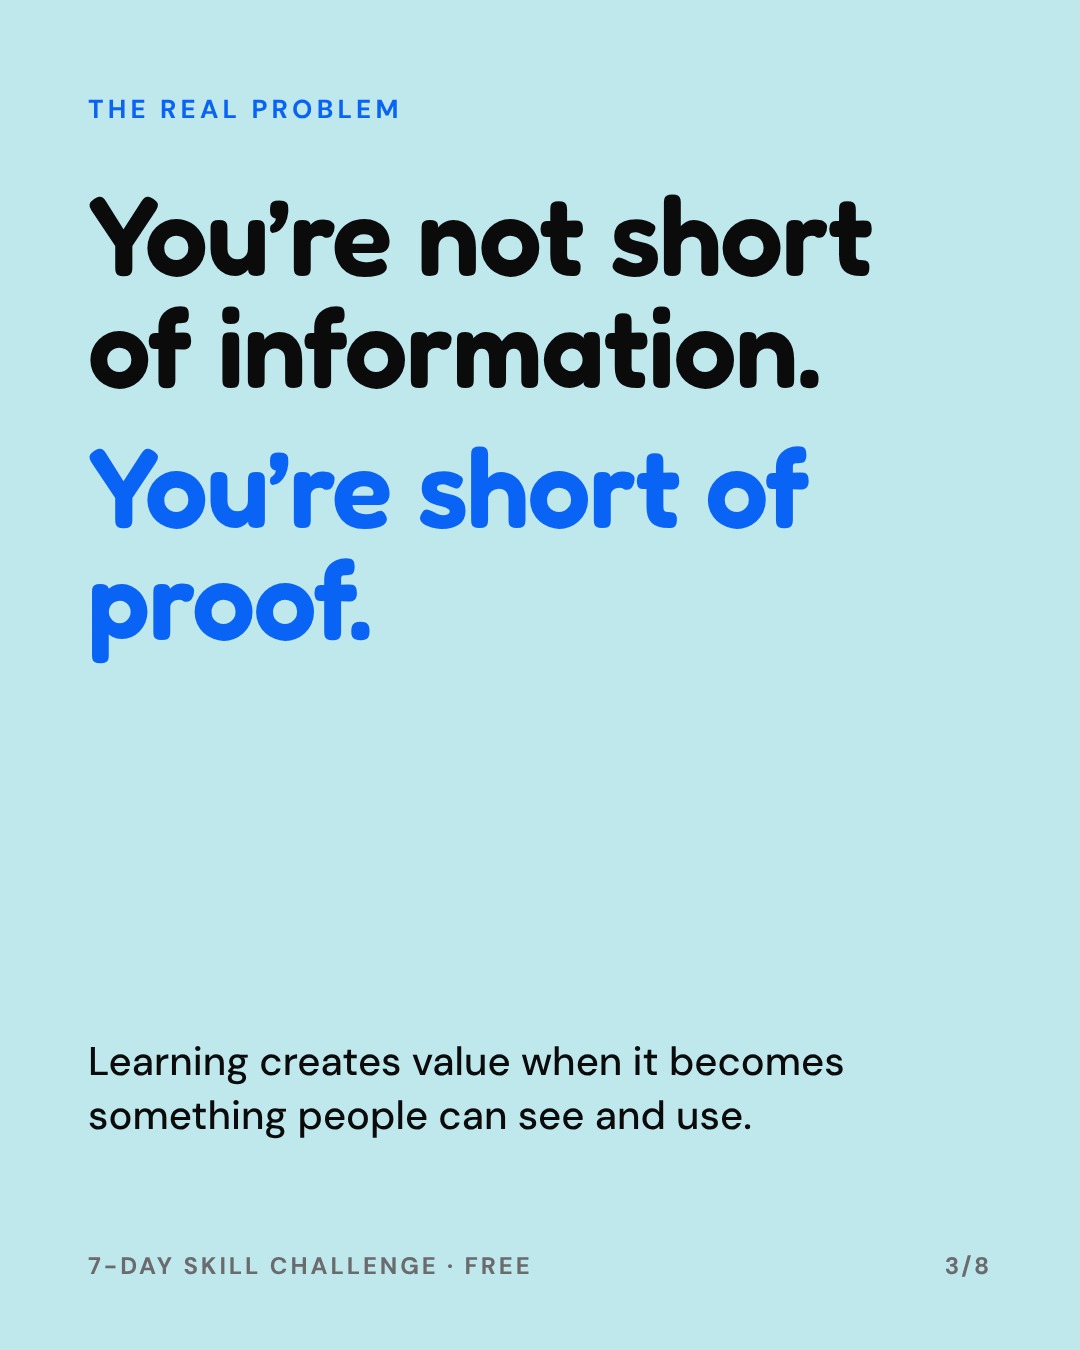 THE REAL PROBLEM
You’re not short
of information.
You’re short of
proof.
Learning creates value when it becomes
something people can see and use.
7-DAY SKILL CHALLENGE · FREE
3/8